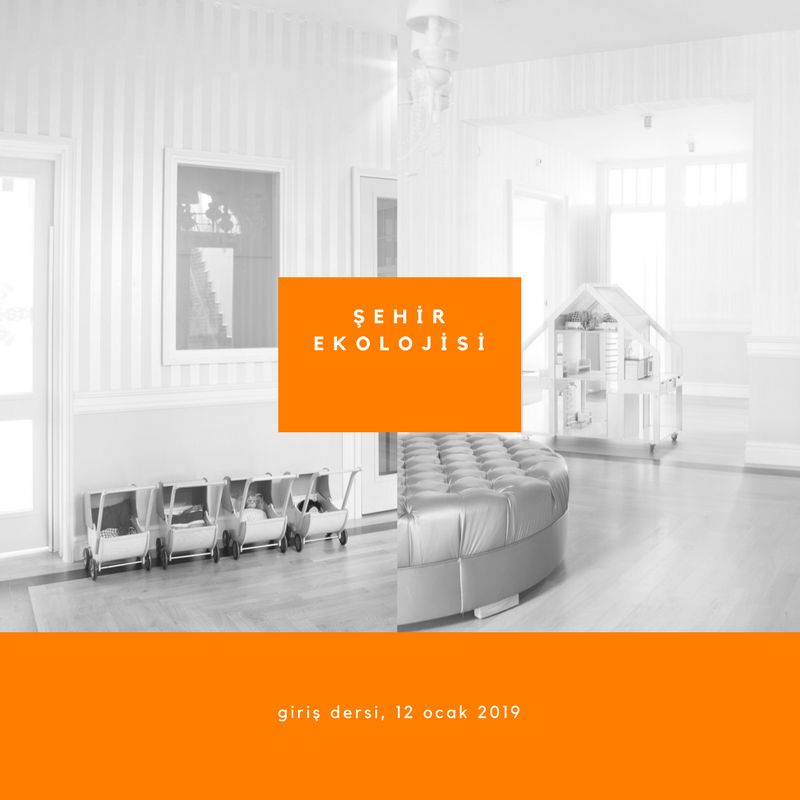 ŞEHİR
EKOLOJİSİ
giriş dersi, 12 ocak 2019